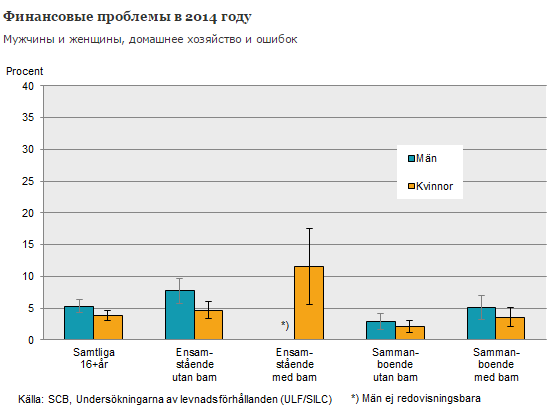 Финансовые проблемы в 2014 году
Мужчины и женщины, домашнее хозяйство и ошибок
Procent
40
35
30
25
20
15
10
5
0
Män
Kvinnor
*)
Samtliga
16+år
Ensam-
stående
utan barn
Ensam-
stående
med barn
Samman-
boende
utan barn
Samman-
boende
med barn
Källa: SCB, Undersökningarna av levnadsförhållanden (ULF/SILC) *) Män ej redovisningsbara